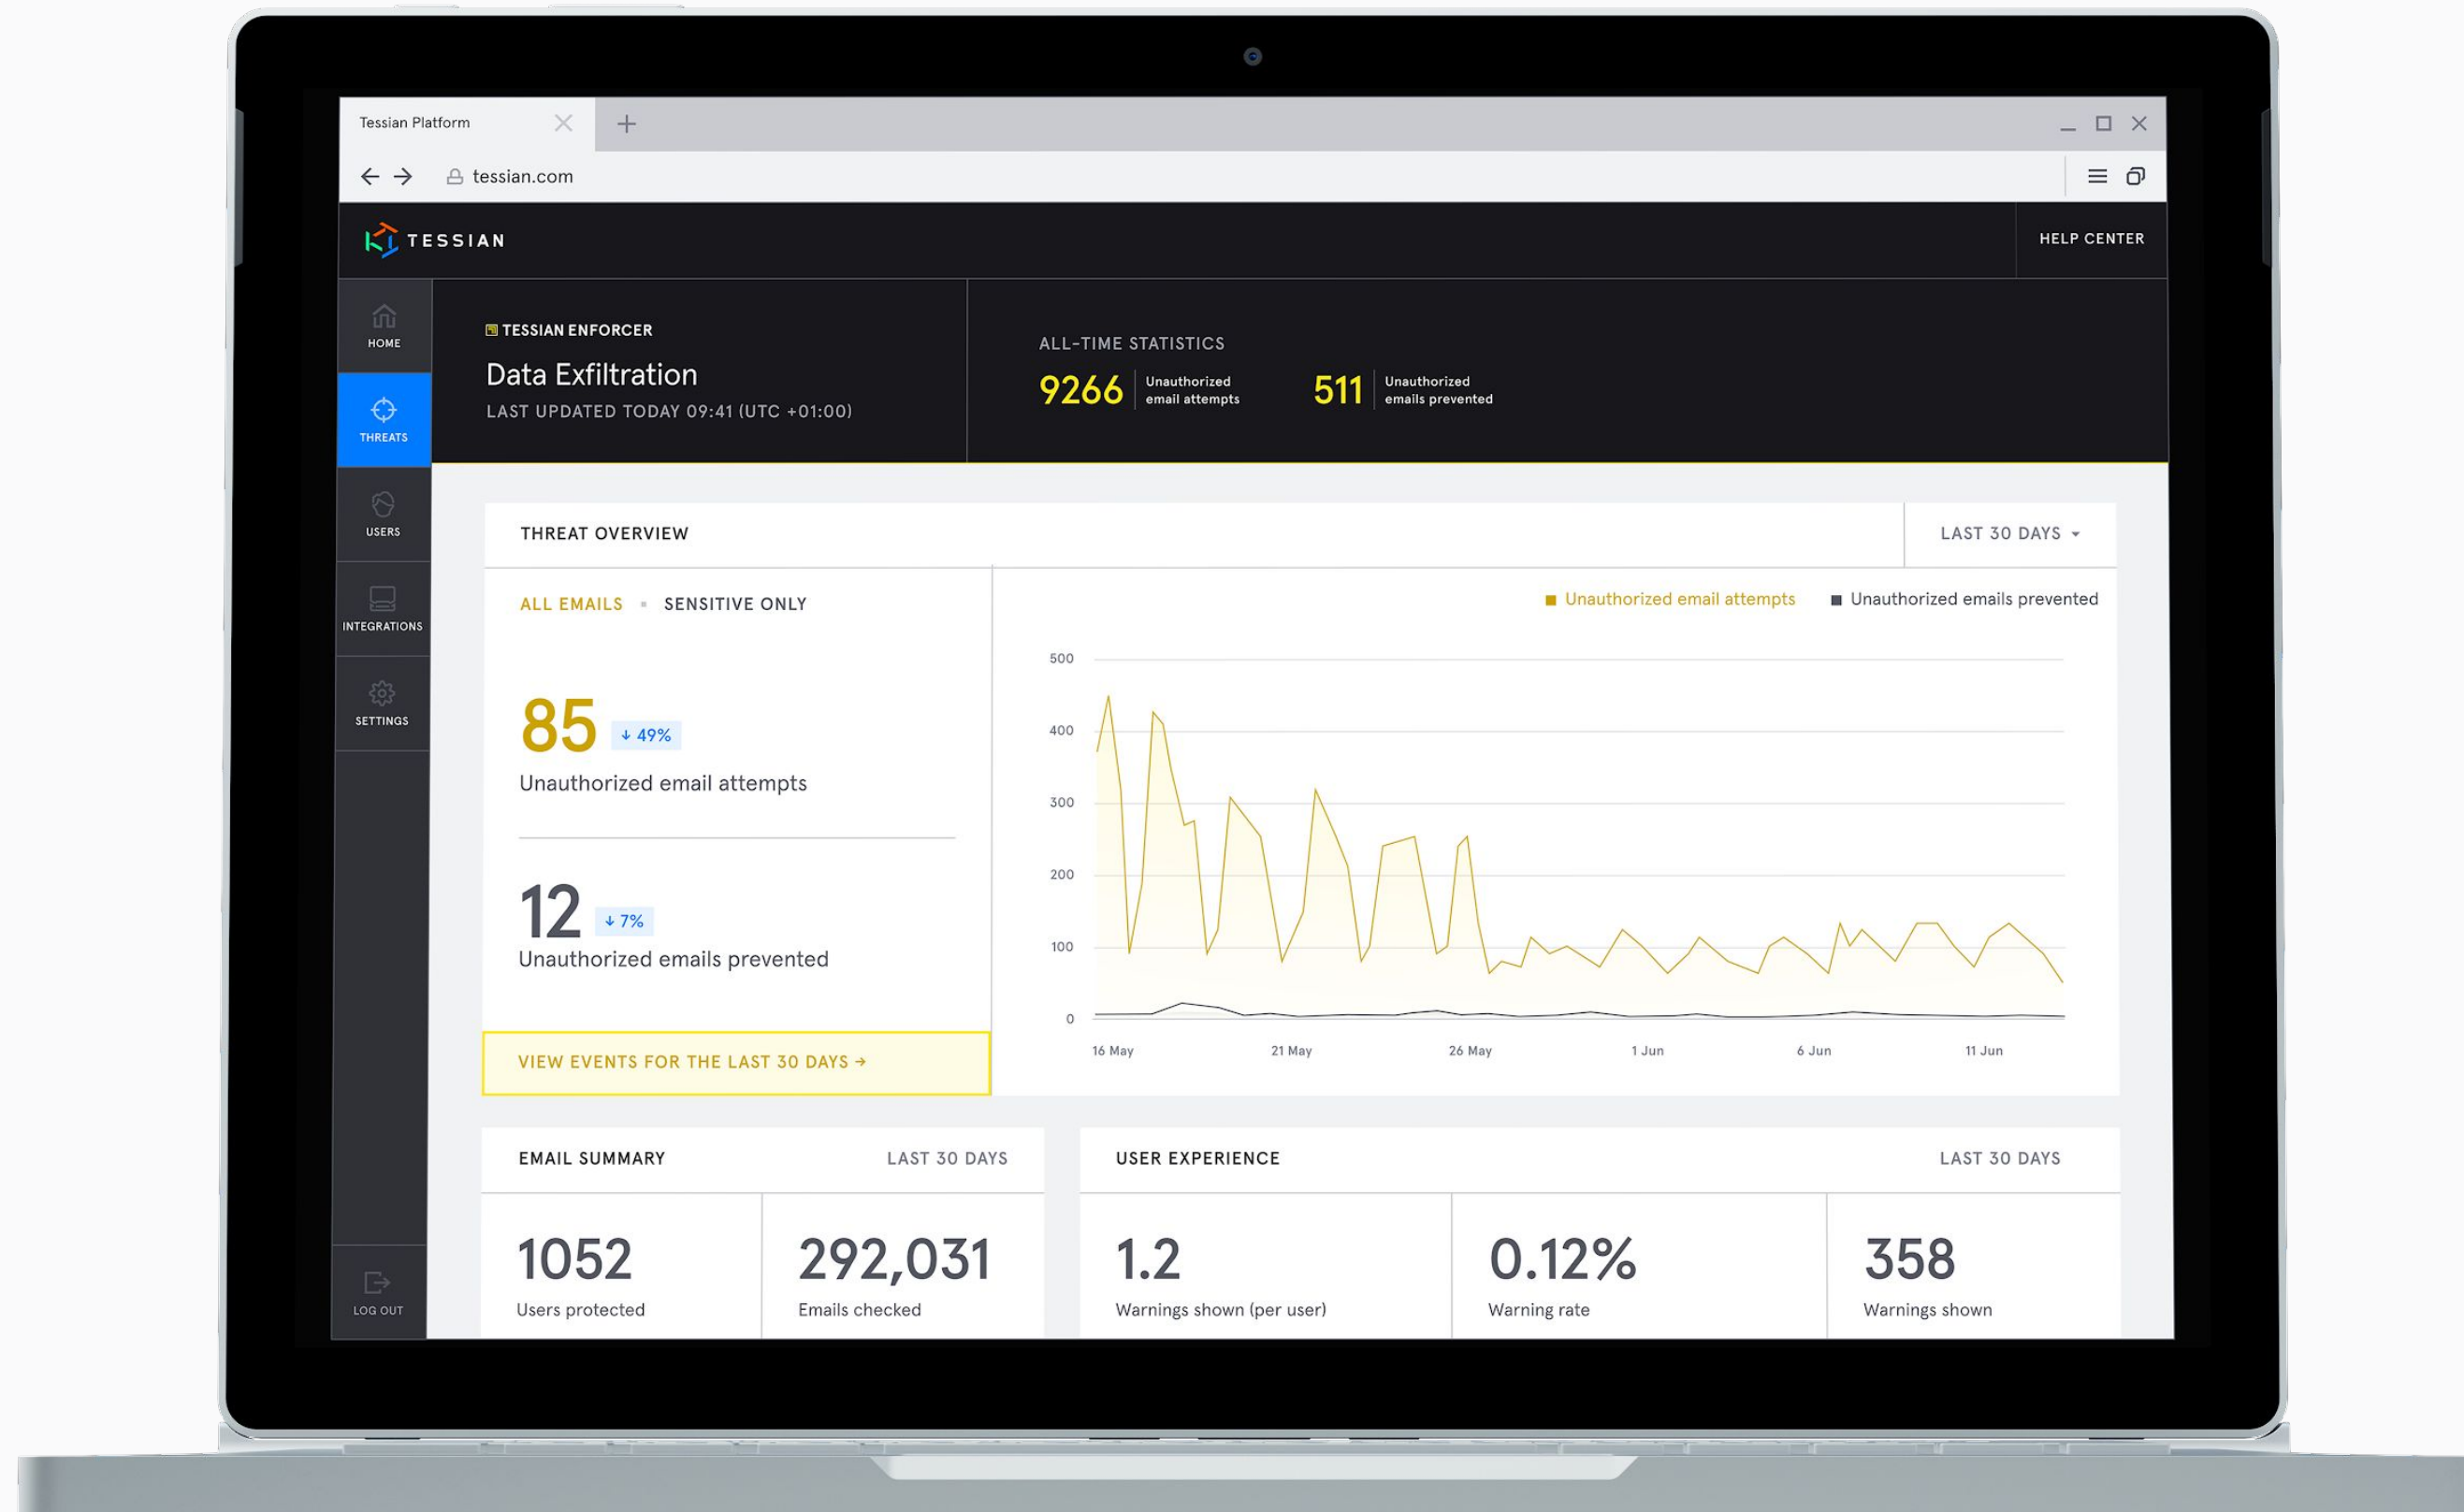 Tessian Platform
tessian.com
TESSIAN
HELP CENTER
HOME
THREATS
USERS
INTEGRATIONS
SETTINGS
LOG OUT
TESSIAN ENFORCER
Data Exfiltration
LAST UPDATED TODAY 09:41 (UTC +01:00)
ALL-TIME STATISTICS
9266
Unauthorized
email attempts
511
Unauthorized
emails prevented
THREAT OVERVIEW
LAST 30 DAYS
ALL EMAILS
SENSITIVE ONLY
85
↓ 49%
Unauthorized email attempts
12
↓ 7%
Unauthorized emails prevented
VIEW EVENTS FOR THE LAST 30 DAYS →
Unauthorized email attempts
Unauthorized emails prevented
500
400
300
200
100
0
16 May
21 May
26 May
1 Jun
6 Jun
11 Jun
EMAIL SUMMARY
LAST 30 DAYS
1052
Users protected
292,031
Emails checked
USER EXPERIENCE
LAST 30 DAYS
1.2
Warnings shown (per user)
0.12%
Warning rate
358
Warnings shown